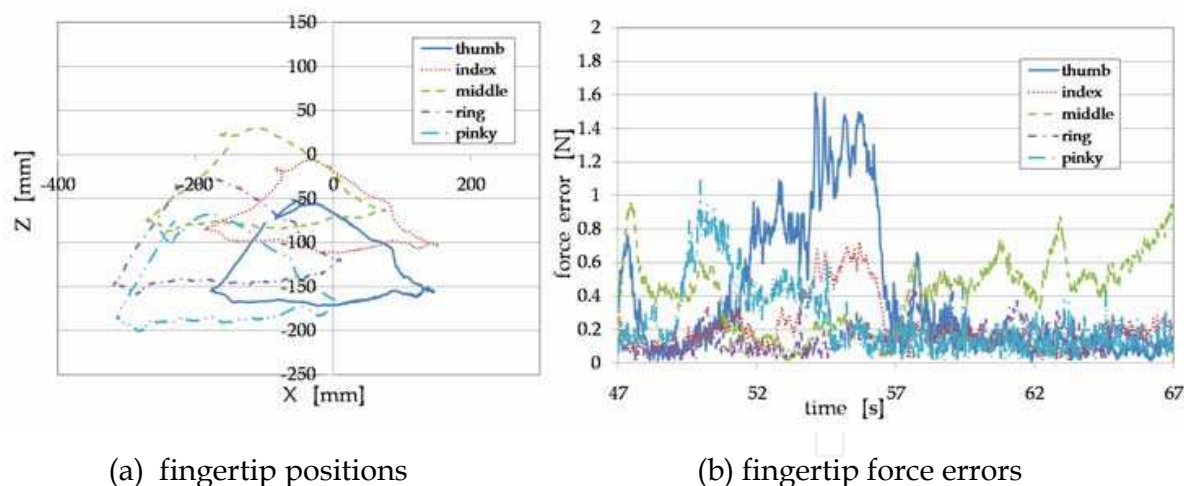 150
100
50
0
-50
-100
-150
-200
-250
-400
-200
0
200
Z [mm]
X [mm]
thumb
index
middle
ring
pinky
2
1.8
1.6
1.4
1.2
1
0.8
0.6
0.4
0.2
0
47
52
57
62
67
force error [N]
time [s]
thumb
index
middle
ring
pinky
(a) fingertip positions
(b) fingertip force errors